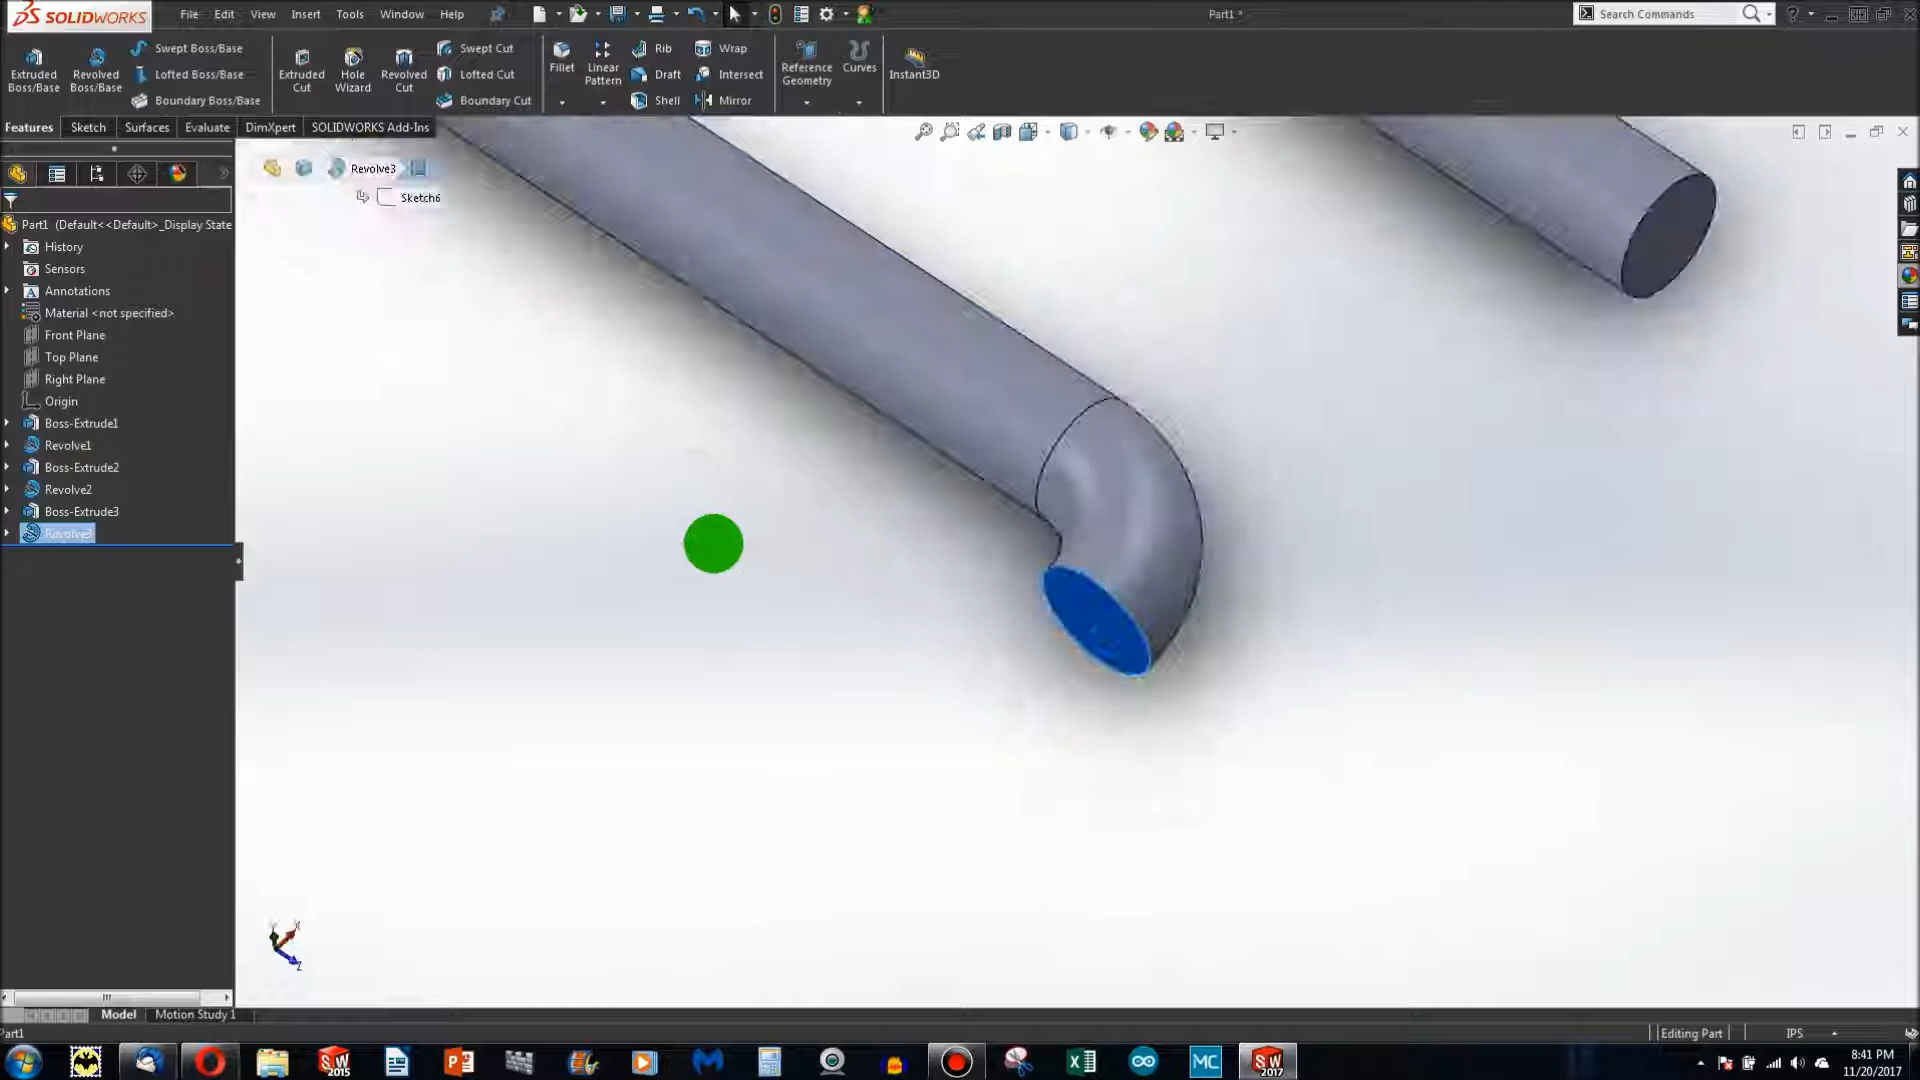 SOLIDWORKS File Edit View Insert Tools Window Help Part1 * Search Commands
Extruded Boss/Base
Revolved Boss/Base
Swept Boss/Base
Lofted Boss/Base
Boundary Boss/Base
Extruded Cut
Hole Wizard
Revolved Cut
Swept Cut
Lofted Cut
Boundary Cut
Fillet
Linear Pattern
Rib
Draft
Shell
Wrap
Intersect
Mirror
Reference Geometry
Curves
Instant3D
Features Sketch Surfaces Evaluate DimXpert SOLIDWORKS Add-Ins
Revolve3
Sketch6
Part1 (Default<<Default>_Display State
History
Sensors
Annotations
Material <not specified>
Front Plane
Top Plane
Right Plane
Origin
Boss-Extrude1
Revolve1
Boss-Extrude2
Revolve2
Boss-Extrude3
Revolve3
X
Z
Model Motion Study 1
Part1 Editing Part IPS
SW 2015
MC
SW 2017
8:41 PM
11/20/2017